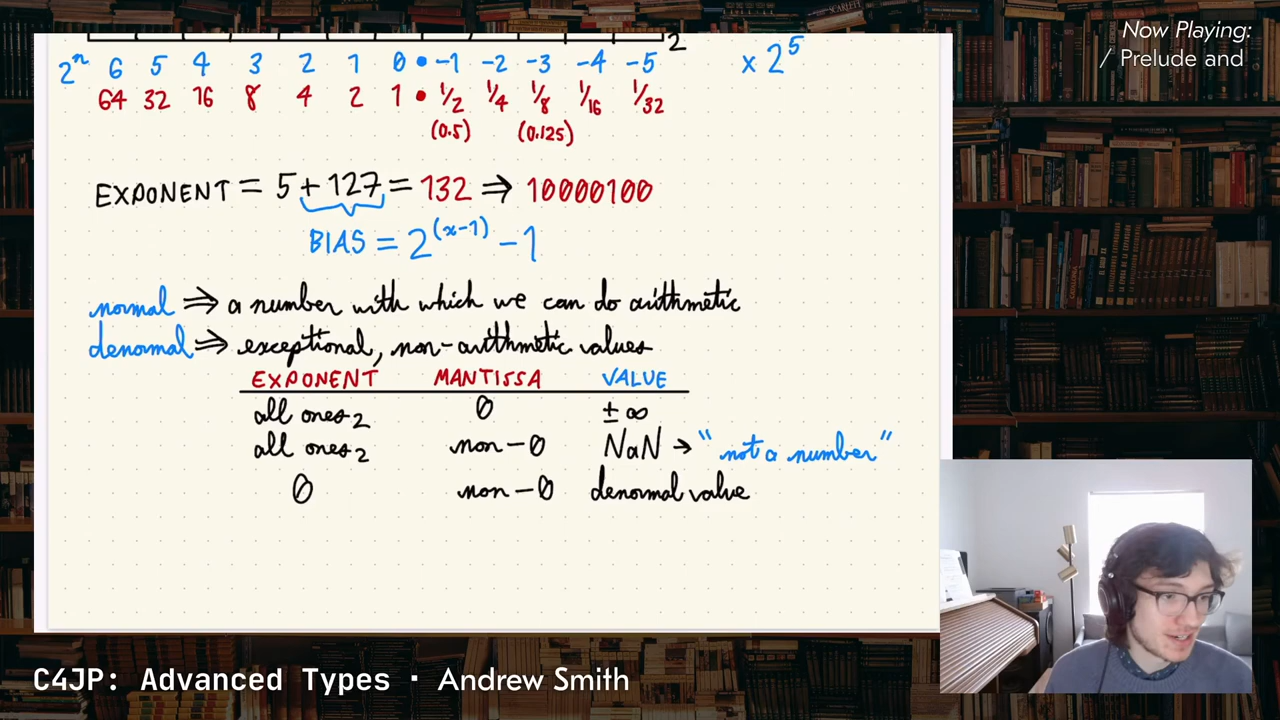 Now Playing:
/ Prelude and
2
2ⁿ 6 5 4 3 2 1 0 • -1 -2 -3 -4 -5
x 2⁵
64 32 16 8 4 2 1 • 1/2 1/4 1/8 1/16 1/32
(0.5) (0.125)
EXPONENT = 5 + 127 = 132 ⇒ 10000100
BIAS = 2^(x-1) - 1
normal ⇒ a number with which we can do arithmetic
denormal ⇒ exceptional, non-arithmetic values
EXPONENT MANTISSA VALUE
all ones₂ 0 ± ∞
all ones₂ non-0 NaN → "not a number"
0 non-0 denormal value
C4JP: Advanced Types · Andrew Smith